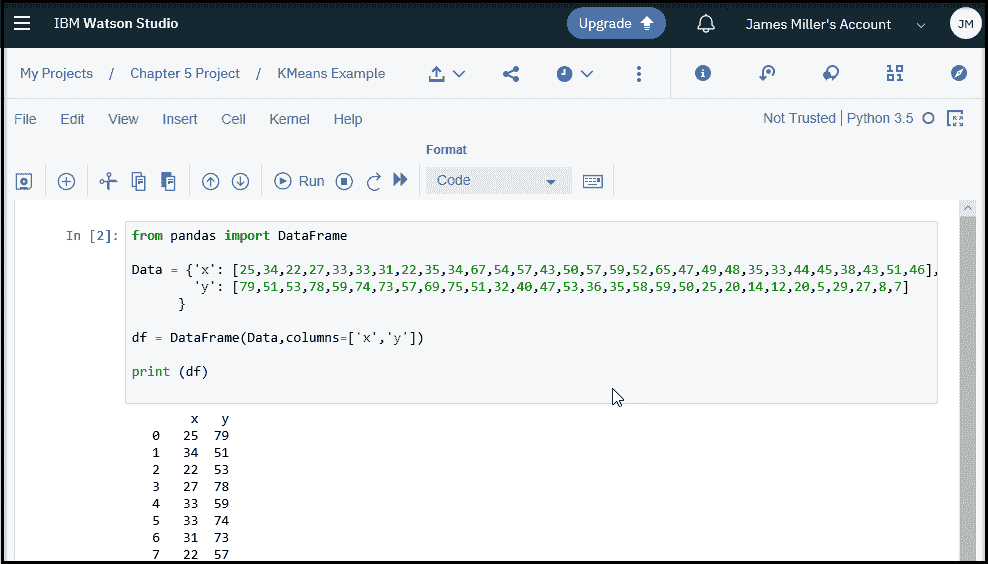 IBM Watson Studio
Upgrade
James Miller's Account
JM
My Projects / Chapter 5 Project / KMeans Example
File Edit View Insert Cell Kernel Help
Not Trusted | Python 3.5
Format
Run
Code
In [2]:
from pandas import DataFrame
Data = {'x': [25,34,22,27,33,33,31,22,35,34,67,54,57,43,50,57,59,52,65,47,49,48,35,33,44,45,38,43,51,46],
'y': [79,51,53,78,59,74,73,57,69,75,51,32,40,47,53,36,35,58,59,50,25,20,14,12,20,5,29,27,8,7]
}
df = DataFrame(Data,columns=['x','y'])
print (df)
x y
0 25 79
1 34 51
2 22 53
3 27 78
4 33 59
5 33 74
6 31 73
7 22 57